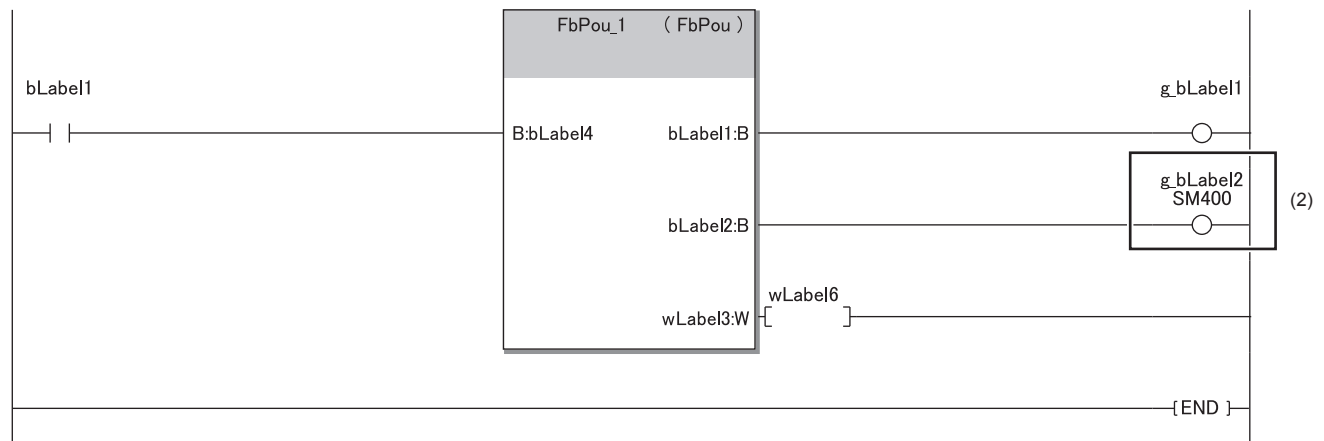 FbPou_1 ( FbPou )
bLabel1
g_bLabel1
B:bLabel4 bLabel1:B
g_bLabel2
SM400
(2)
bLabel2:B
wLabel6
wLabel3:W
END